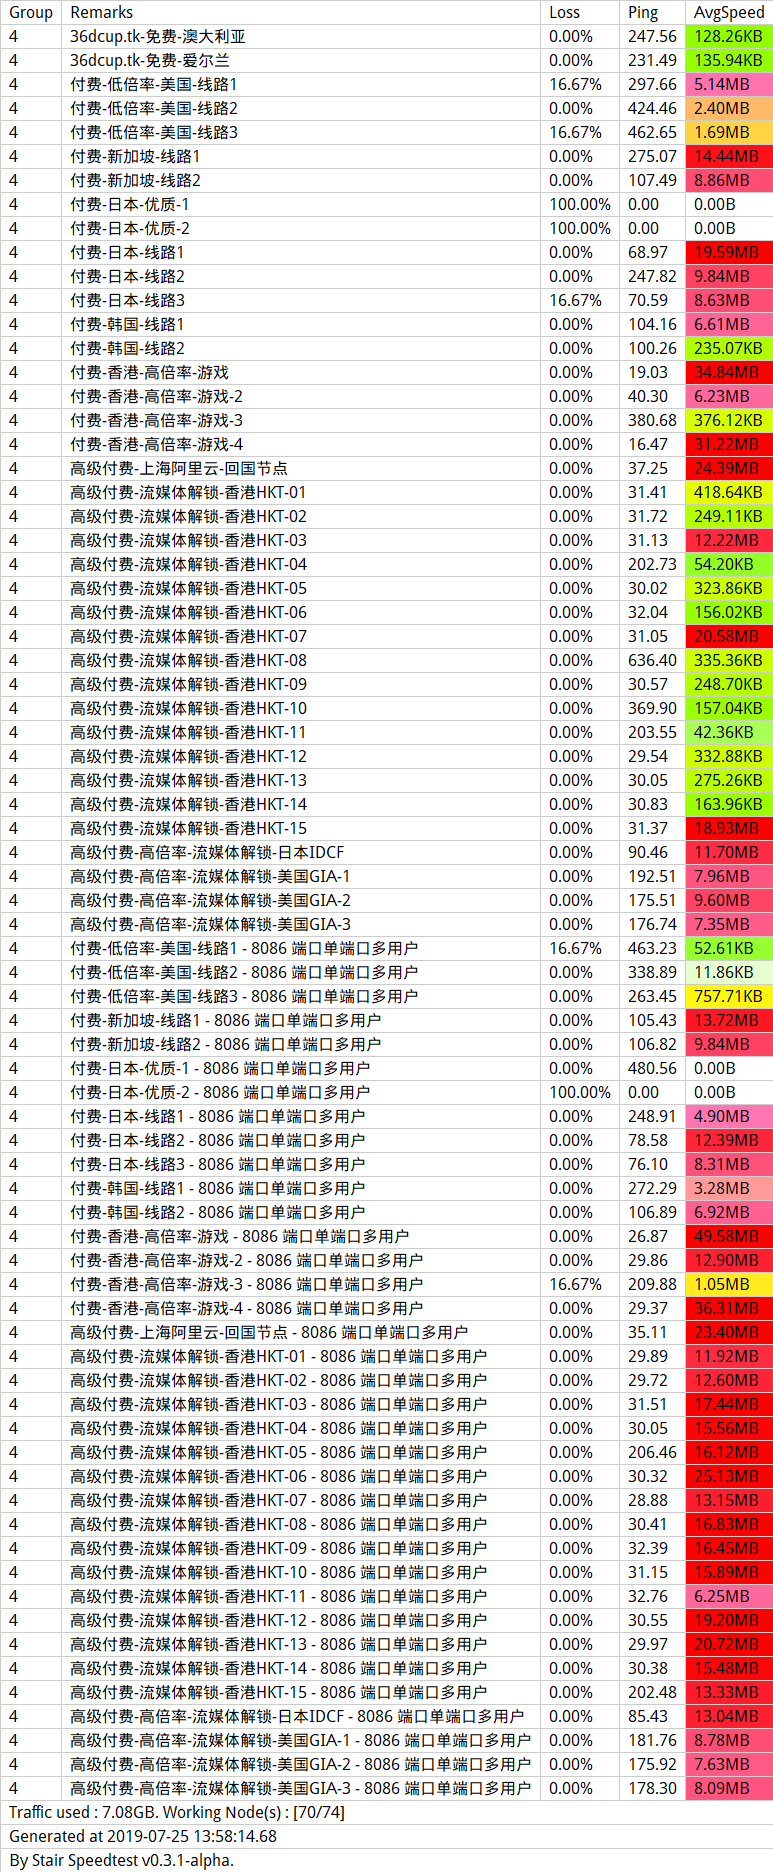 Group Remarks Loss Ping AvgSpeed
4 36dcup.tk-免费-澳大利亚 0.00% 247.56 128.26KB
4 36dcup.tk-免费-爱尔兰 0.00% 231.49 135.94KB
4 付费-低倍率-美国-线路1 16.67% 297.66 5.14MB
4 付费-低倍率-美国-线路2 0.00% 424.46 2.40MB
4 付费-低倍率-美国-线路3 16.67% 462.65 1.69MB
4 付费-新加坡-线路1 0.00% 275.07 14.44MB
4 付费-新加坡-线路2 0.00% 107.49 8.86MB
4 付费-日本-优质-1 100.00% 0.00 0.00B
4 付费-日本-优质-2 100.00% 0.00 0.00B
4 付费-日本-线路1 0.00% 68.97 19.59MB
4 付费-日本-线路2 0.00% 247.82 9.84MB
4 付费-日本-线路3 16.67% 70.59 8.63MB
4 付费-韩国-线路1 0.00% 104.16 6.61MB
4 付费-韩国-线路2 0.00% 100.26 235.07KB
4 付费-香港-高倍率-游戏 0.00% 19.03 34.84MB
4 付费-香港-高倍率-游戏-2 0.00% 40.30 6.23MB
4 付费-香港-高倍率-游戏-3 0.00% 380.68 376.12KB
4 付费-香港-高倍率-游戏-4 0.00% 16.47 31.22MB
4 高级付费-上海阿里云-回国节点 0.00% 37.25 24.39MB
4 高级付费-流媒体解锁-香港HKT-01 0.00% 31.41 418.64KB
4 高级付费-流媒体解锁-香港HKT-02 0.00% 31.72 249.11KB
4 高级付费-流媒体解锁-香港HKT-03 0.00% 31.13 12.22MB
4 高级付费-流媒体解锁-香港HKT-04 0.00% 202.73 54.20KB
4 高级付费-流媒体解锁-香港HKT-05 0.00% 30.02 323.86KB
4 高级付费-流媒体解锁-香港HKT-06 0.00% 32.04 156.02KB
4 高级付费-流媒体解锁-香港HKT-07 0.00% 31.05 20.58MB
4 高级付费-流媒体解锁-香港HKT-08 0.00% 636.40 335.36KB
4 高级付费-流媒体解锁-香港HKT-09 0.00% 30.57 248.70KB
4 高级付费-流媒体解锁-香港HKT-10 0.00% 369.90 157.04KB
4 高级付费-流媒体解锁-香港HKT-11 0.00% 203.55 42.36KB
4 高级付费-流媒体解锁-香港HKT-12 0.00% 29.54 332.88KB
4 高级付费-流媒体解锁-香港HKT-13 0.00% 30.05 275.26KB
4 高级付费-流媒体解锁-香港HKT-14 0.00% 30.83 163.96KB
4 高级付费-流媒体解锁-香港HKT-15 0.00% 31.37 18.93MB
4 高级付费-高倍率-流媒体解锁-日本IDCF 0.00% 90.46 11.70MB
4 高级付费-高倍率-流媒体解锁-美国GIA-1 0.00% 192.51 7.96MB
4 高级付费-高倍率-流媒体解锁-美国GIA-2 0.00% 175.51 9.60MB
4 高级付费-高倍率-流媒体解锁-美国GIA-3 0.00% 176.74 7.35MB
4 付费-低倍率-美国-线路1 - 8086 端口单端口多用户 16.67% 463.23 52.61KB
4 付费-低倍率-美国-线路2 - 8086 端口单端口多用户 0.00% 338.89 11.86KB
4 付费-低倍率-美国-线路3 - 8086 端口单端口多用户 0.00% 263.45 757.71KB
4 付费-新加坡-线路1 - 8086 端口单端口多用户 0.00% 105.43 13.72MB
4 付费-新加坡-线路2 - 8086 端口单端口多用户 0.00% 106.82 9.84MB
4 付费-日本-优质-1 - 8086 端口单端口多用户 0.00% 480.56 0.00B
4 付费-日本-优质-2 - 8086 端口单端口多用户 100.00% 0.00 0.00B
4 付费-日本-线路1 - 8086 端口单端口多用户 0.00% 248.91 4.90MB
4 付费-日本-线路2 - 8086 端口单端口多用户 0.00% 78.58 12.39MB
4 付费-日本-线路3 - 8086 端口单端口多用户 0.00% 76.10 8.31MB
4 付费-韩国-线路1 - 8086 端口单端口多用户 0.00% 272.29 3.28MB
4 付费-韩国-线路2 - 8086 端口单端口多用户 0.00% 106.89 6.92MB
4 付费-香港-高倍率-游戏 - 8086 端口单端口多用户 0.00% 26.87 49.58MB
4 付费-香港-高倍率-游戏-2 - 8086 端口单端口多用户 0.00% 29.86 12.90MB
4 付费-香港-高倍率-游戏-3 - 8086 端口单端口多用户 16.67% 209.88 1.05MB
4 付费-香港-高倍率-游戏-4 - 8086 端口单端口多用户 0.00% 29.37 36.31MB
4 高级付费-上海阿里云-回国节点 - 8086 端口单端口多用户 0.00% 35.11 23.40MB
4 高级付费-流媒体解锁-香港HKT-01 - 8086 端口单端口多用户 0.00% 29.89 11.92MB
4 高级付费-流媒体解锁-香港HKT-02 - 8086 端口单端口多用户 0.00% 29.72 12.60MB
4 高级付费-流媒体解锁-香港HKT-03 - 8086 端口单端口多用户 0.00% 31.51 17.44MB
4 高级付费-流媒体解锁-香港HKT-04 - 8086 端口单端口多用户 0.00% 30.05 15.56MB
4 高级付费-流媒体解锁-香港HKT-05 - 8086 端口单端口多用户 0.00% 206.46 16.12MB
4 高级付费-流媒体解锁-香港HKT-06 - 8086 端口单端口多用户 0.00% 30.32 25.13MB
4 高级付费-流媒体解锁-香港HKT-07 - 8086 端口单端口多用户 0.00% 28.88 13.15MB
4 高级付费-流媒体解锁-香港HKT-08 - 8086 端口单端口多用户 0.00% 30.41 16.83MB
4 高级付费-流媒体解锁-香港HKT-09 - 8086 端口单端口多用户 0.00% 32.39 16.45MB
4 高级付费-流媒体解锁-香港HKT-10 - 8086 端口单端口多用户 0.00% 31.15 15.89MB
4 高级付费-流媒体解锁-香港HKT-11 - 8086 端口单端口多用户 0.00% 32.76 6.25MB
4 高级付费-流媒体解锁-香港HKT-12 - 8086 端口单端口多用户 0.00% 30.55 19.20MB
4 高级付费-流媒体解锁-香港HKT-13 - 8086 端口单端口多用户 0.00% 29.97 20.72MB
4 高级付费-流媒体解锁-香港HKT-14 - 8086 端口单端口多用户 0.00% 30.38 15.48MB
4 高级付费-流媒体解锁-香港HKT-15 - 8086 端口单端口多用户 0.00% 202.48 13.33MB
4 高级付费-高倍率-流媒体解锁-日本IDCF - 8086 端口单端口多用户 0.00% 85.43 13.04MB
4 高级付费-高倍率-流媒体解锁-美国GIA-1 - 8086 端口单端口多用户 0.00% 181.76 8.78MB
4 高级付费-高倍率-流媒体解锁-美国GIA-2 - 8086 端口单端口多用户 0.00% 175.92 7.63MB
4 高级付费-高倍率-流媒体解锁-美国GIA-3 - 8086 端口单端口多用户 0.00% 178.30 8.09MB
Traffic used : 7.08GB. Working Node(s) : [70/74]
Generated at 2019-07-25 13:58:14.68
By Stair Speedtest v0.3.1-alpha.